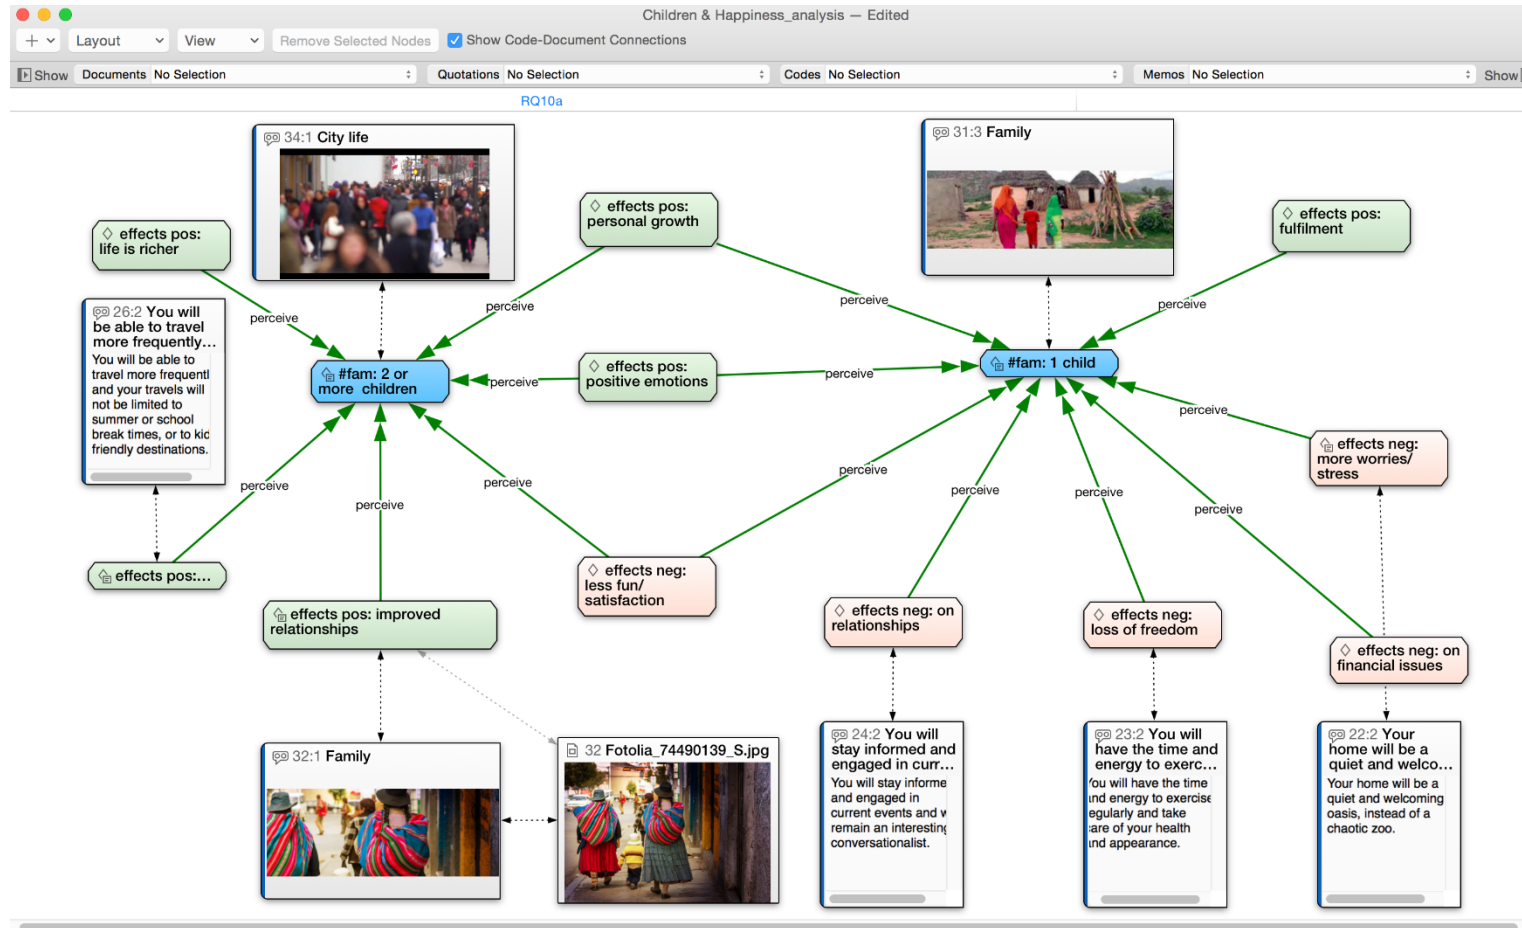 Children & Happiness_analysis — Edited
Layout
View
Remove Selected Nodes
Show Code-Document Connections
Show
Documents No Selection
Quotations No Selection
Codes No Selection
Memos No Selection
Show
RQ10a
34:1 City life
31:3 Family
effects pos:
life is richer
effects pos:
personal growth
effects pos:
fulfilment
perceive
perceive
perceive
perceive
26:2 You will
be able to travel
more frequently…
You will be able to
travel more frequentl
and your travels will
not be limited to
summer or school
break times, or to kid
friendly destinations.
#fam: 2 or
more children
effects pos:
positive emotions
#fam: 1 child
perceive
perceive
perceive
effects neg:
more worries/
stress
perceive
perceive
perceive
perceive
perceive
perceive
perceive
effects pos:…
effects neg:
less fun/
satisfaction
effects pos: improved
relationships
effects neg: on
relationships
effects neg:
loss of freedom
effects neg: on
financial issues
32:1 Family
32 Fotolia_74490139_S.jpg
24:2 You will
stay informed and
engaged in curr…
You will stay informe
and engaged in
current events and w
remain an interesting
conversationalist.
23:2 You will
have the time and
energy to exerc…
You will have the time
and energy to exercise
egularly and take
care of your health
and appearance.
22:2 Your
home will be a
quiet and welco…
Your home will be a
quiet and welcoming
oasis, instead of a
chaotic zoo.